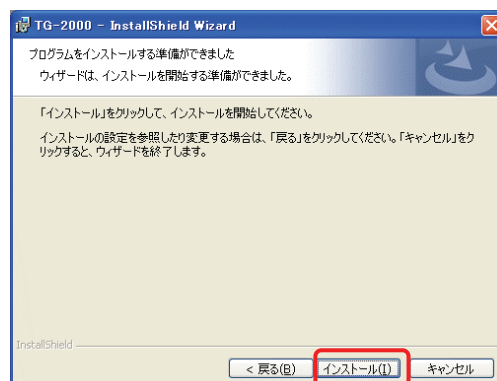 TG-2000 - InstallShield Wizard
プログラムをインストールする準備ができました
ウィザードは、インストールを開始する準備ができました。
「インストール」をクリックして、インストールを開始してください。
インストールの設定を参照したり変更する場合は、「戻る」をクリックしてください。「キャンセル」をク
リックすると、ウィザードを終了します。
InstallShield
< 戻る(B) インストール(I) キャンセル